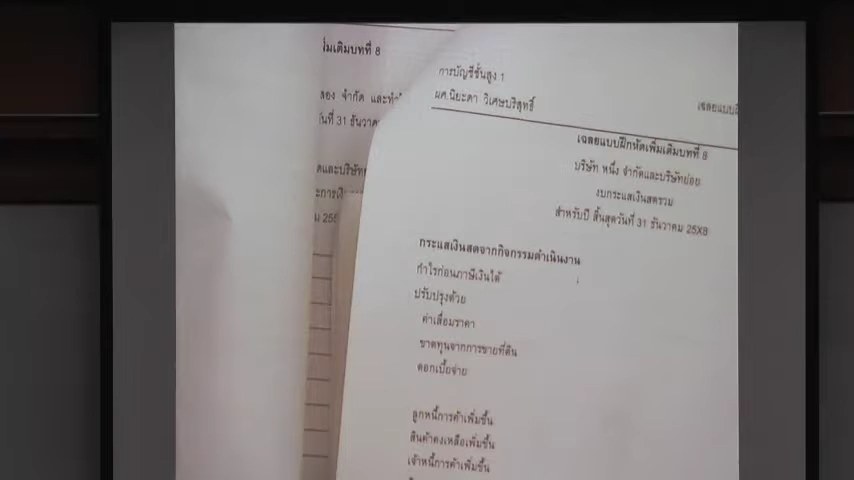 การบัญชีชั้นสูง 1
ผศ.นิยะดา วิเศษบริสุทธิ์
เฉลยแบบฝึกหัดเพิ่มเติมบทที่ 8
บริษัท หนึ่ง จำกัดและบริษัทย่อย
งบกระแสเงินสดรวม
สำหรับปี สิ้นสุดวันที่ 31 ธันวาคม 25X8
กระแสเงินสดจากกิจกรรมดำเนินงาน
กำไรก่อนภาษีเงินได้
ปรับปรุงด้วย
ค่าเสื่อมราคา
ขาดทุนจากการขายที่ดิน
ดอกเบี้ยจ่าย
ลูกหนี้การค้าเพิ่มขึ้น
สินค้าคงเหลือเพิ่มขึ้น
เจ้าหนี้การค้าเพิ่มขึ้น